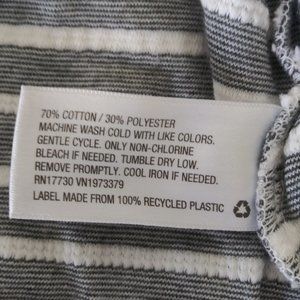 70% COTTON / 30% POLYESTER
MACHINE WASH COLD WITH LIKE COLORS.
GENTLE CYCLE. ONLY NON-CHLORINE
BLEACH IF NEEDED. TUMBLE DRY LOW.
REMOVE PROMPTLY. COOL IRON IF NEEDED.
RN17730 VN1973379
LABEL MADE FROM 100% RECYCLED PLASTIC